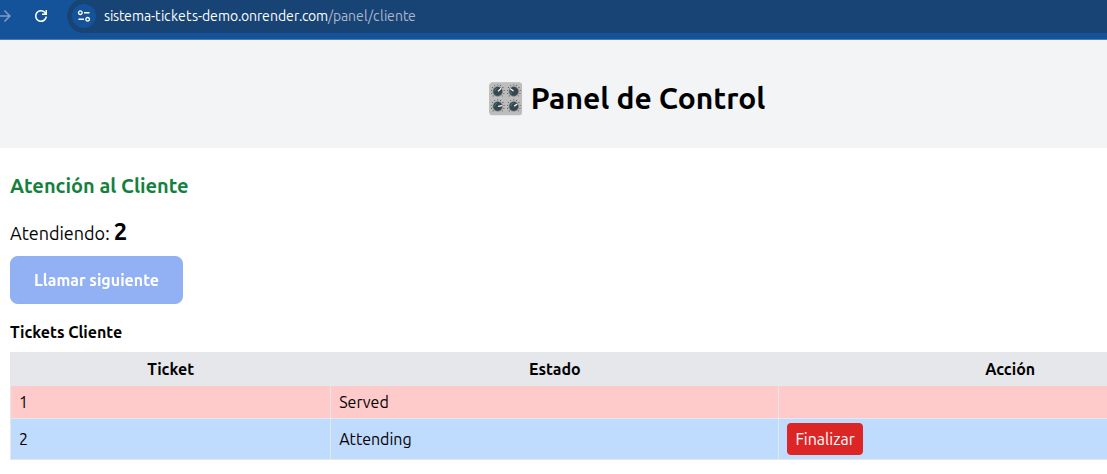 sistema-tickets-demo.onrender.com/panel/cliente
Panel de Control
Atención al Cliente
Atendiendo: 2
Llamar siguiente
Tickets Cliente
Ticket Estado Acción
1 Served
2 Attending Finalizar